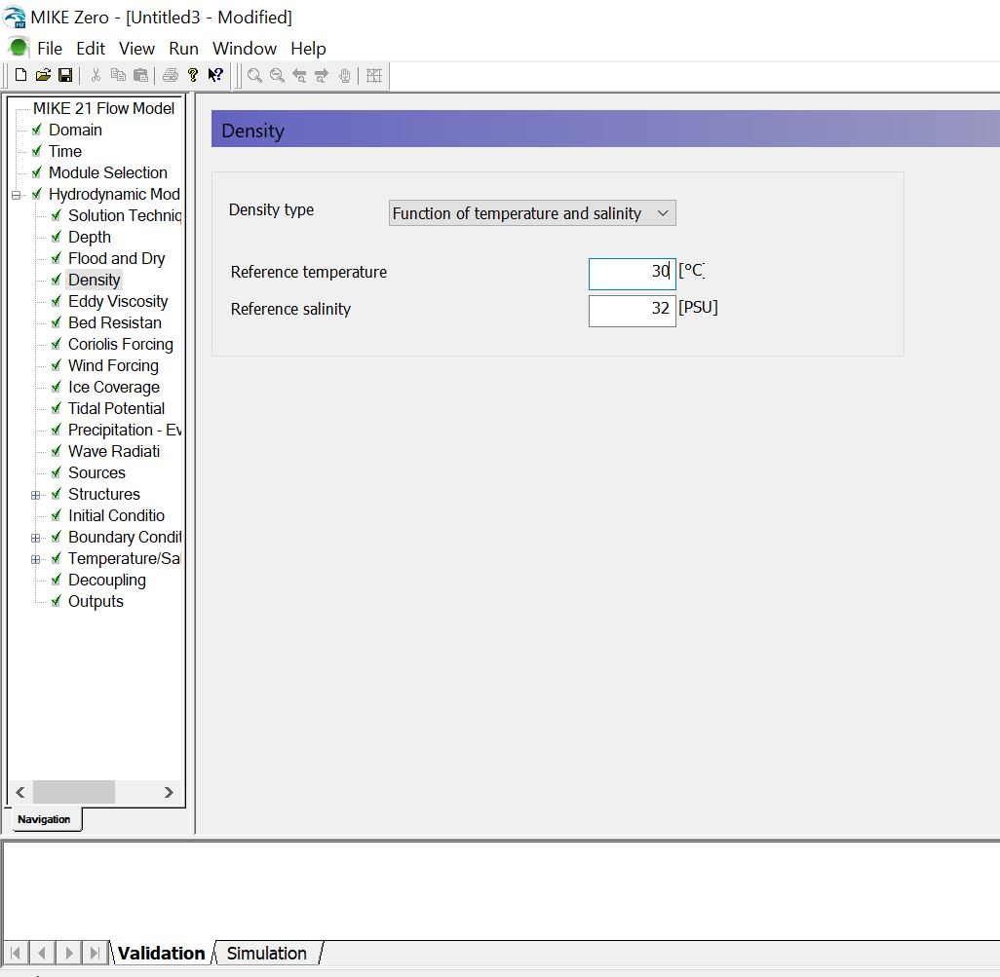 MIKE Zero - [Untitled3 - Modified]
File Edit View Run Window Help
MIKE 21 Flow Model
Domain
Time
Module Selection
Hydrodynamic Mod
Solution Techniq
Depth
Flood and Dry
Density
Eddy Viscosity
Bed Resistan
Coriolis Forcing
Wind Forcing
Ice Coverage
Tidal Potential
Precipitation - Ev
Wave Radiati
Sources
Structures
Initial Conditio
Boundary Condit
Temperature/Sal
Decoupling
Outputs
Navigation
Density
Density type Function of temperature and salinity
Reference temperature 30 [°C]
Reference salinity 32 [PSU]
Validation Simulation